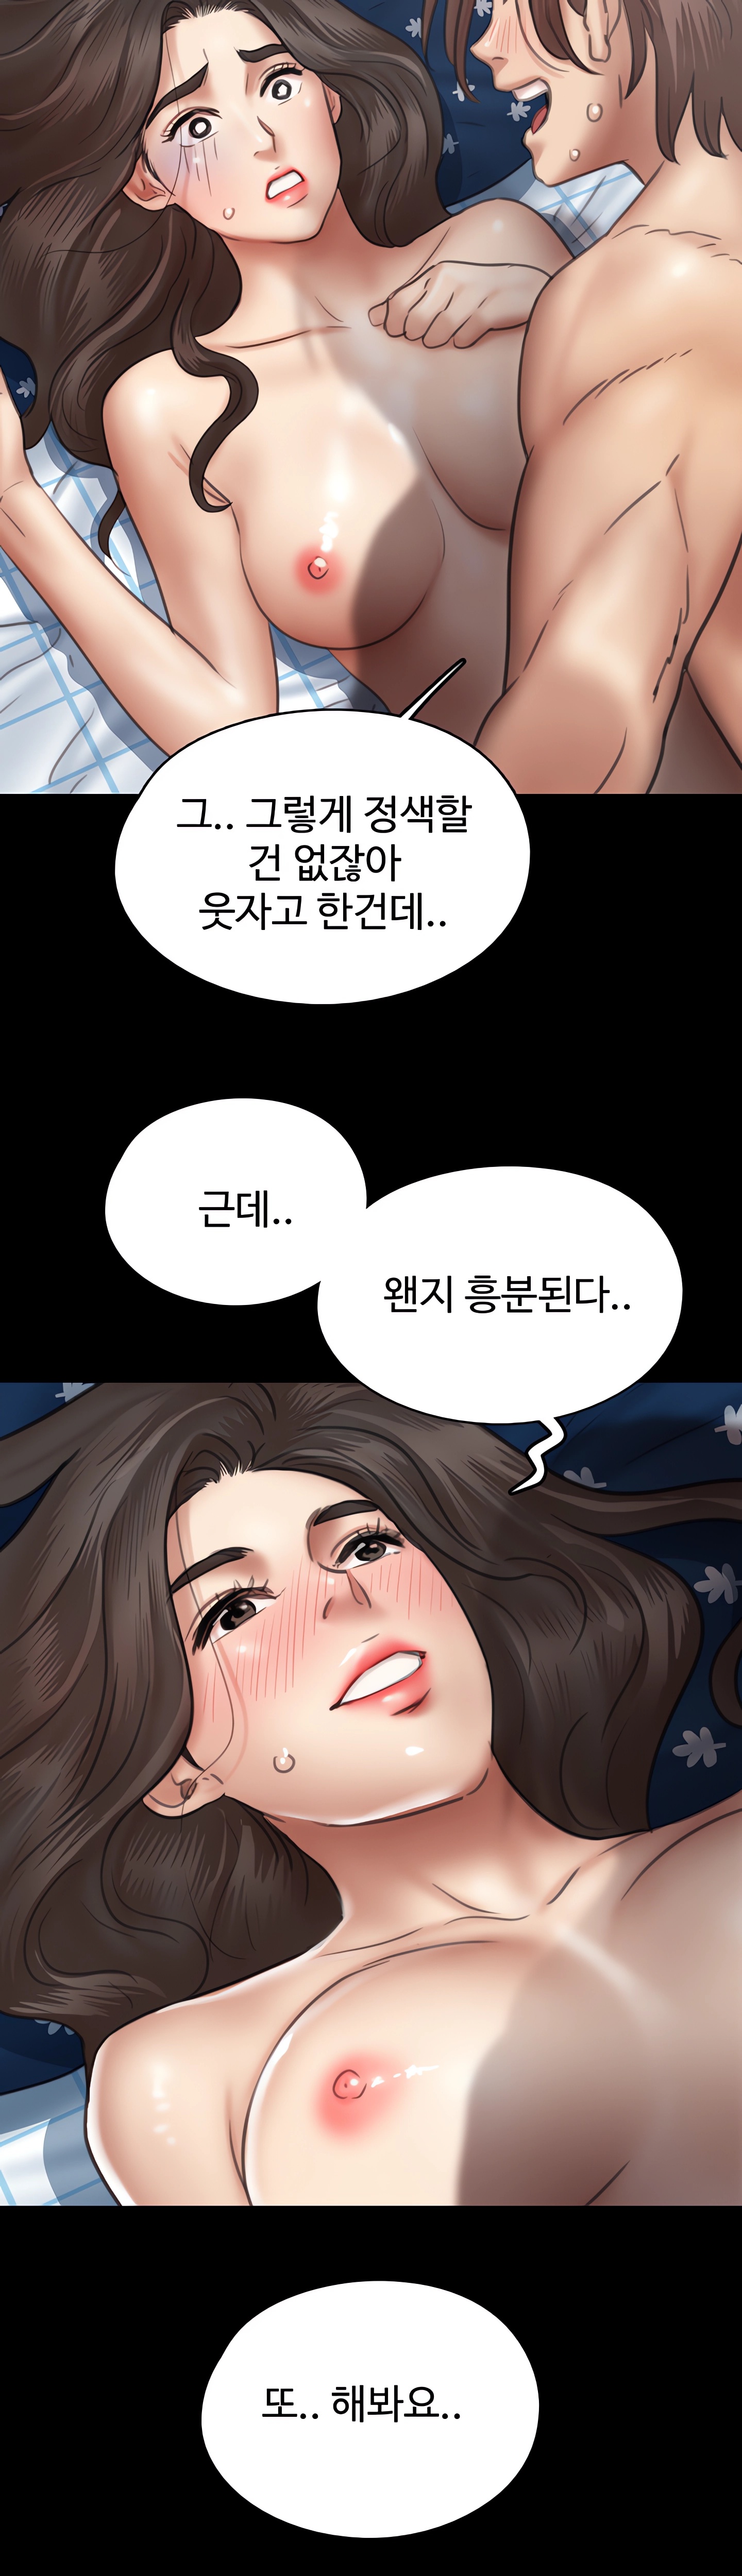 그.. 그렇게 정색할
건 없잖아
웃자고 한건데..
근데..
왠지 흥분된다..
또.. 해봐요..